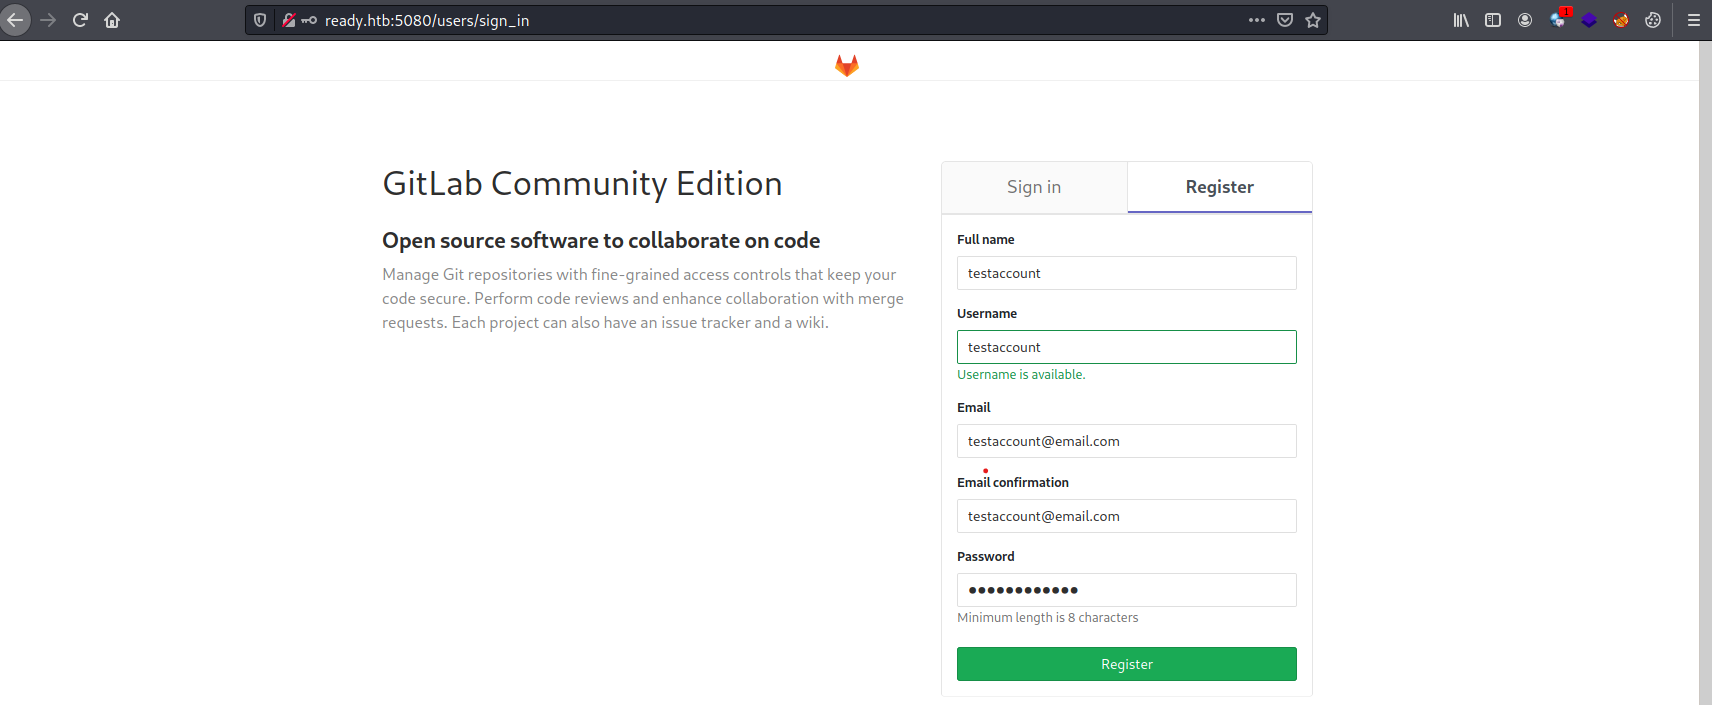 ready.htb:5080/users/sign_in
1
GitLab Community Edition
Open source software to collaborate on code
Manage Git repositories with fine-grained access controls that keep your
code secure. Perform code reviews and enhance collaboration with merge
requests. Each project can also have an issue tracker and a wiki.
Sign in
Register
Full name
testaccount
Username
testaccount
Username is available.
Email
testaccount@email.com
Email confirmation
testaccount@email.com
Password
●●●●●●●●●●●●
Minimum length is 8 characters
Register